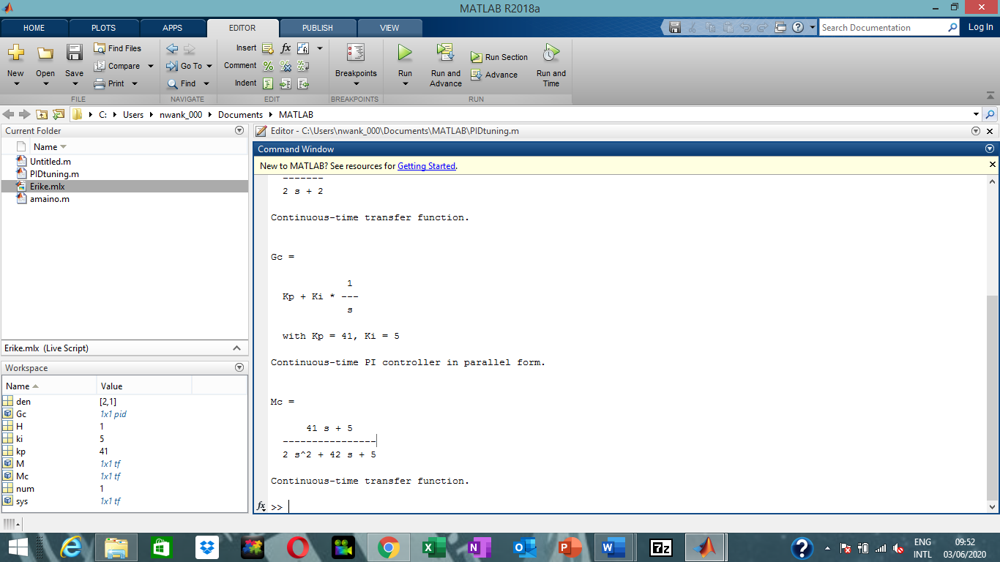 MATLAB R2018a
HOME PLOTS APPS EDITOR PUBLISH VIEW Search Documentation Log In
New Open Save Find Files Compare Print
Go To Find
Insert fx
Comment
Indent
Breakpoints
Run Run and Advance Run Section Advance Run and Time
FILE NAVIGATE EDIT BREAKPOINTS RUN
C: Users nwank_000 Documents MATLAB
Current Folder
Name
Untitled.m
PIDtuning.m
Erike.mlx
amaino.m
Erike.mlx (Live Script)
Workspace
Name Value
den [2,1]
Gc 1x1 pid
H 1
ki 5
kp 41
M 1x1 tf
Mc 1x1 tf
num 1
sys 1x1 tf
Editor - C:\Users\nwank_000\Documents\MATLAB\PIDtuning.m
Command Window
New to MATLAB? See resources for Getting Started.
-------
2 s + 2
Continuous-time transfer function.
Gc =
1
Kp + Ki * ---
s
with Kp = 41, Ki = 5
Continuous-time PI controller in parallel form.
Mc =
41 s + 5
----------------
2 s^2 + 42 s + 5
Continuous-time transfer function.
fx >>
7z
ENG 09:52
INTL 03/06/2020